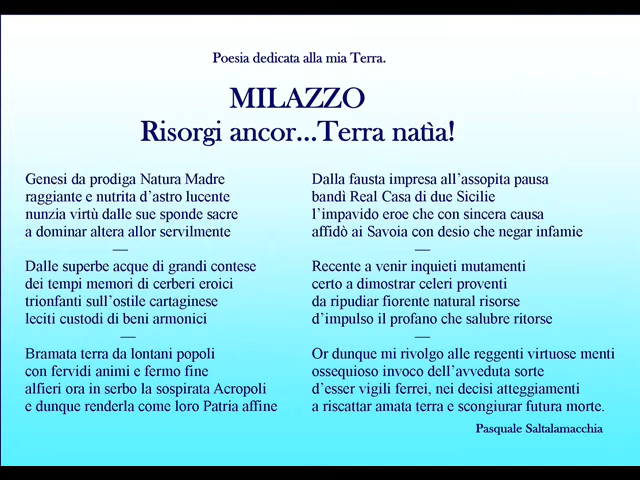 Poesia dedicata alla mia Terra.
MILAZZO
Risorgi ancor...Terra natìa!
Genesi da prodiga Natura Madre
raggiante e nutrita d'astro lucente
nunzia virtù dalle sue sponde sacre
a dominar altera allor servilmente
—
Dalle superbe acque di grandi contese
dei tempi memori di cerberi eroici
trionfanti sull'ostile cartaginese
leciti custodi di beni armonici
—
Bramata terra da lontani popoli
con fervidi animi e fermo fine
alfieri ora in serbo la sospirata Acropoli
e dunque renderla come loro Patria affine
Dalla fausta impresa all'assopita pausa
bandì Real Casa di due Sicilie
l'impavido eroe che con sincera causa
affidò ai Savoia con desio che negar infamie
—
Recente a venir inquieti mutamenti
certo a dimostrar celeri proventi
da ripudiar fiorente natural risorse
d'impulso il profano che salubre ritorse
—
Or dunque mi rivolgo alle reggenti virtuose menti
ossequioso invoco dell'avveduta sorte
d'esser vigili ferrei, nei decisi atteggiamenti
a riscattar amata terra e scongiurar futura morte.
Pasquale Saltalamacchia